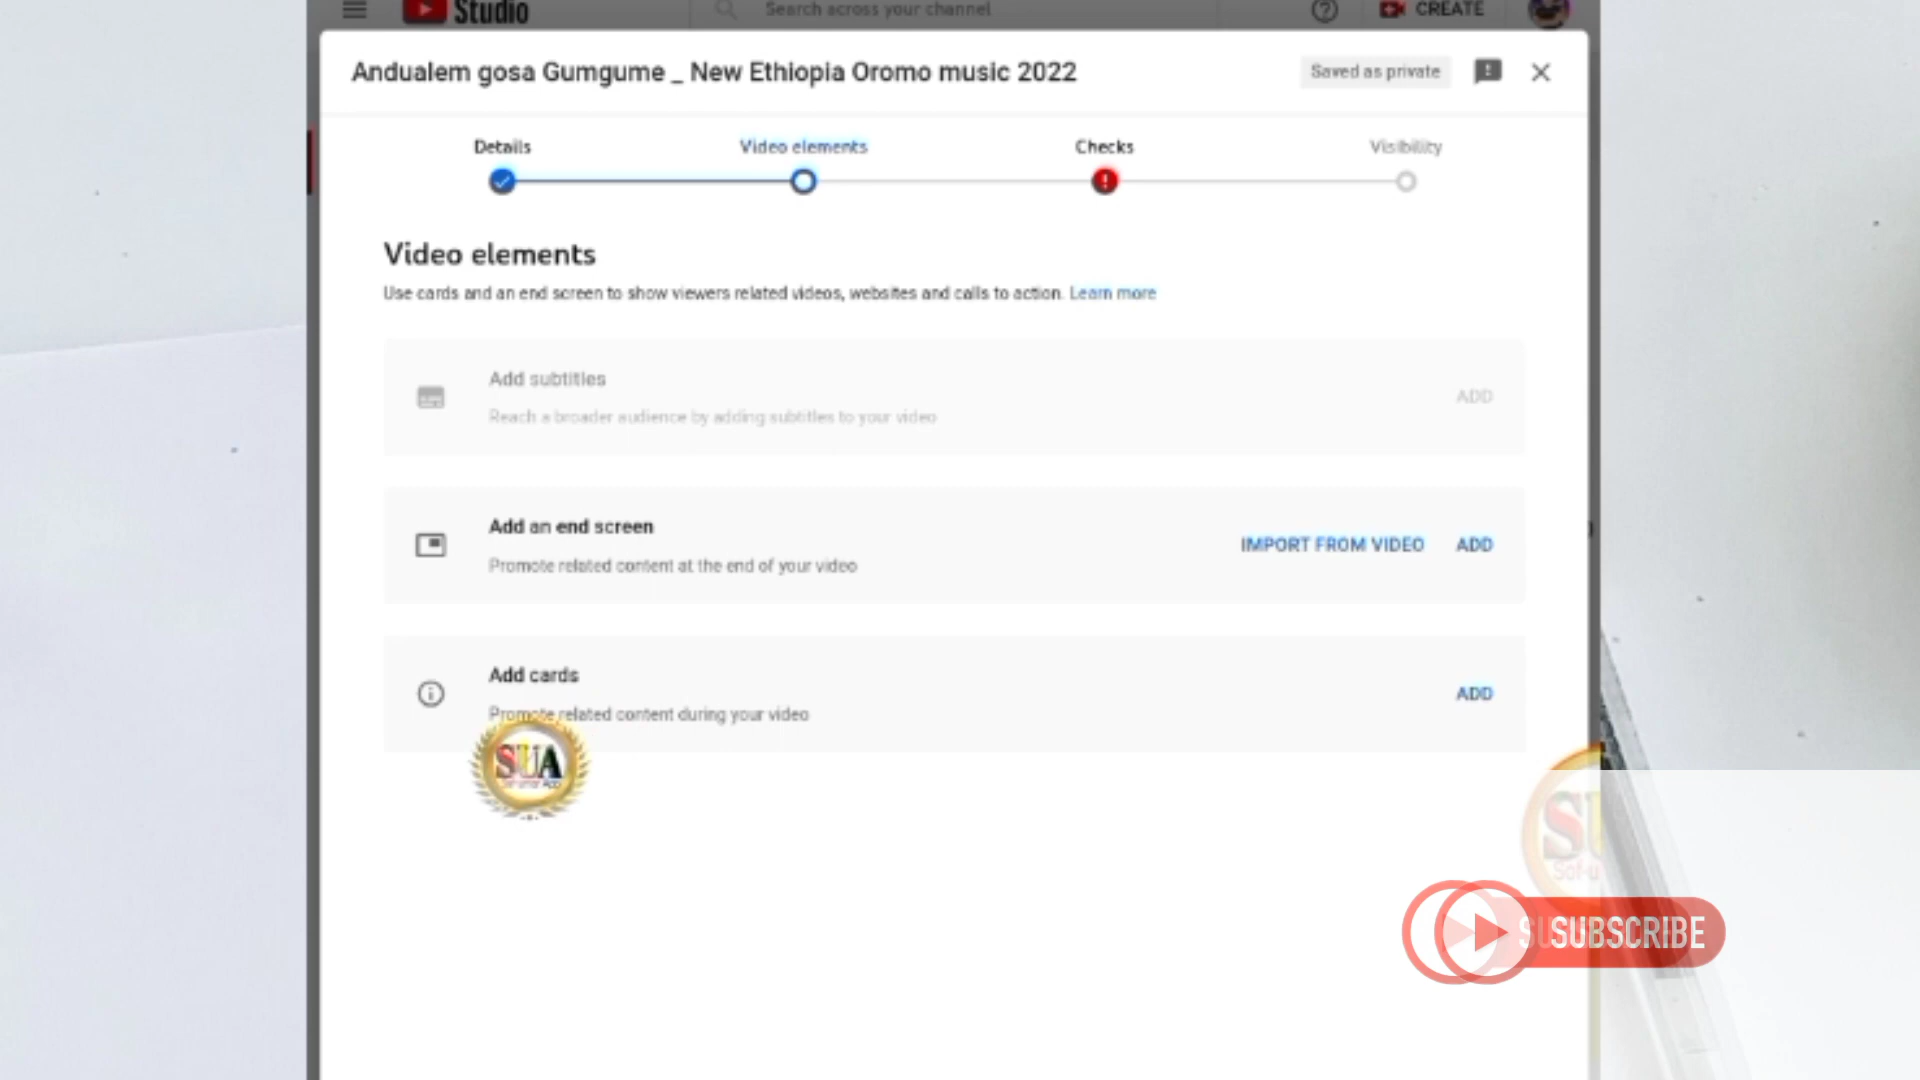 Studio
Search across your channel
CREATE
Andualem gosa Gumgume _ New Ethiopia Oromo music 2022
Saved as private
Details
Video elements
Checks
Visibility
Video elements
Use cards and an end screen to show viewers related videos, websites and calls to action. Learn more
Add subtitles
Reach a broader audience by adding subtitles to your video
ADD
Add an end screen
Promote related content at the end of your video
IMPORT FROM VIDEO
ADD
Add cards
Promote related content during your video
ADD
SUA
SUBSCRIBE